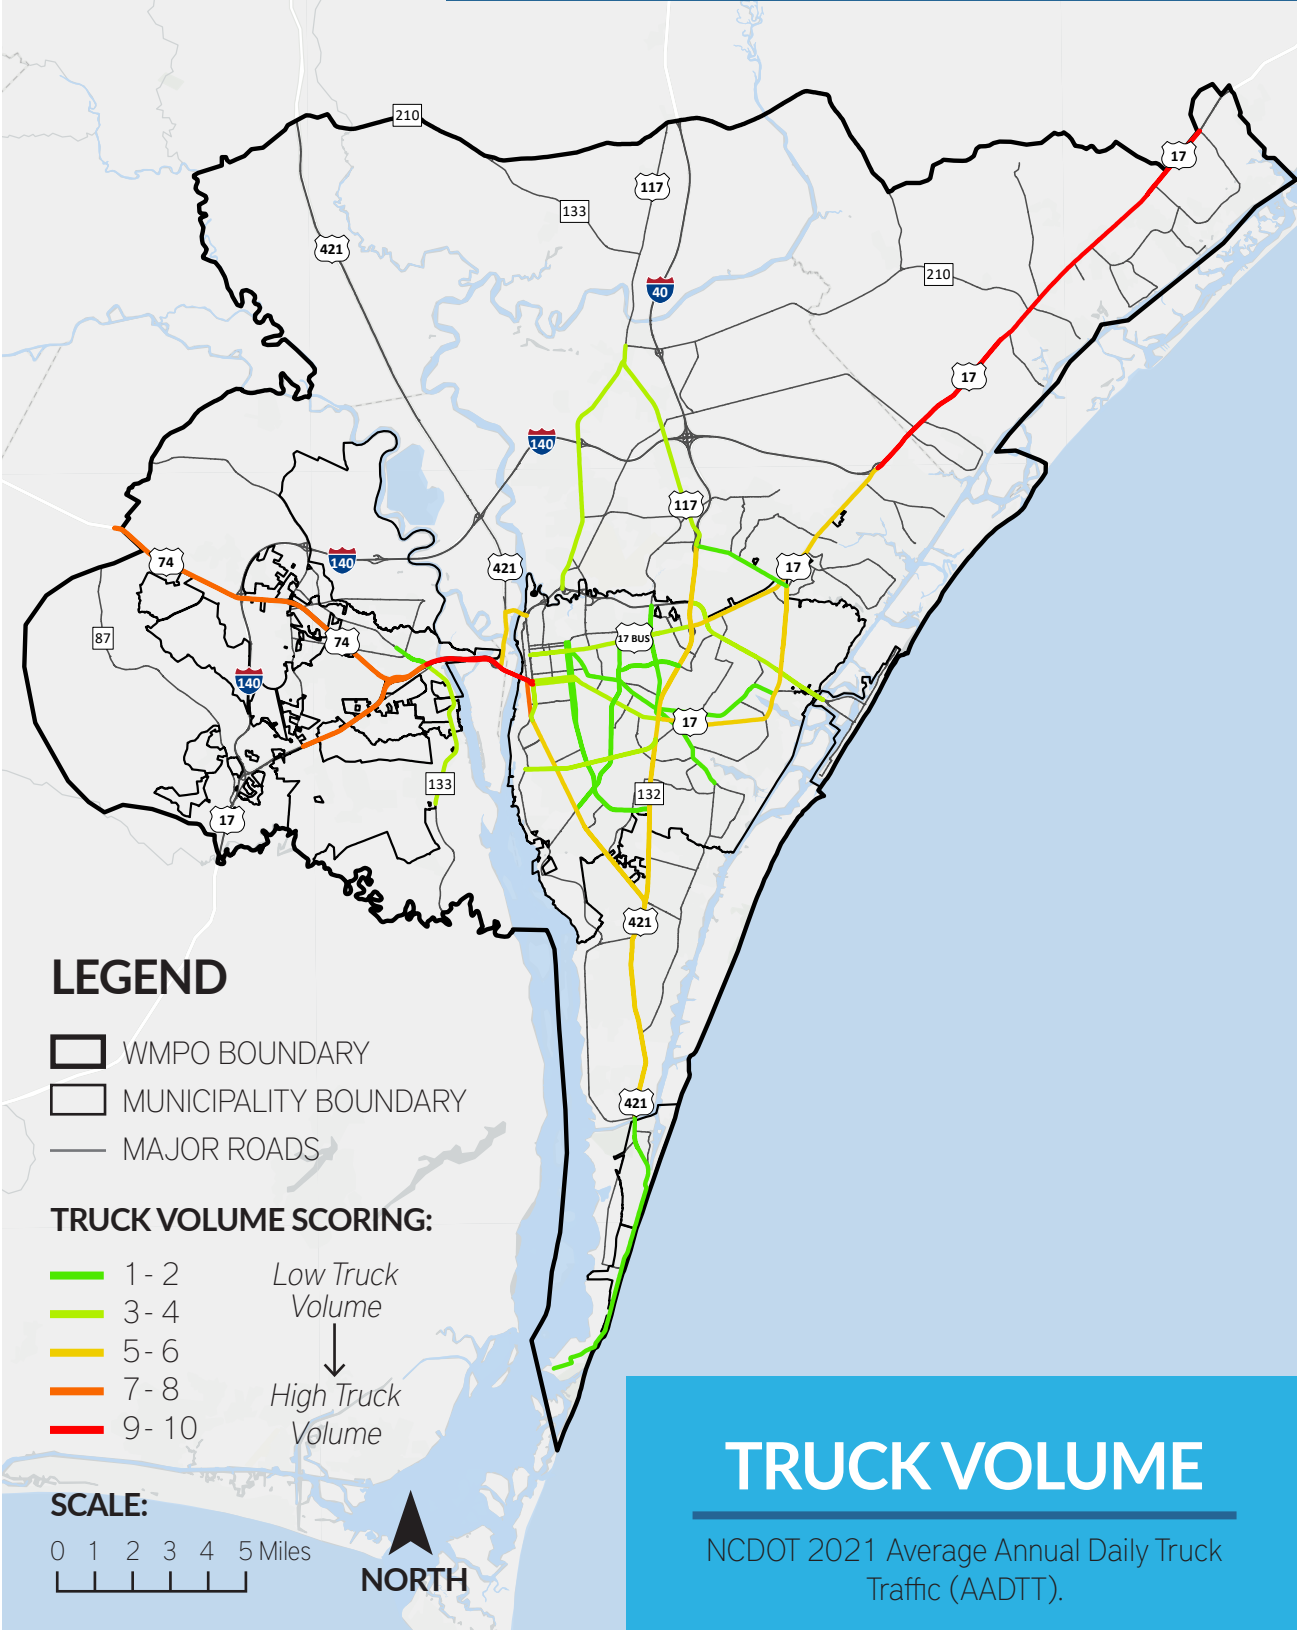 210
17
117
133
421
210
40
17
140
117
74
140
421
17
87
74
17 BUS
140
17
133
132
17
421
421
LEGEND
WMPO BOUNDARY
MUNICIPALITY BOUNDARY
MAJOR ROADS
TRUCK VOLUME SCORING:
1 - 2
3 - 4
5 - 6
7 - 8
9 - 10
Low Truck
Volume
High Truck
Volume
SCALE:
0 1 2 3 4 5 Miles
NORTH
TRUCK VOLUME
NCDOT 2021 Average Annual Daily Truck
Traffic (AADTT).